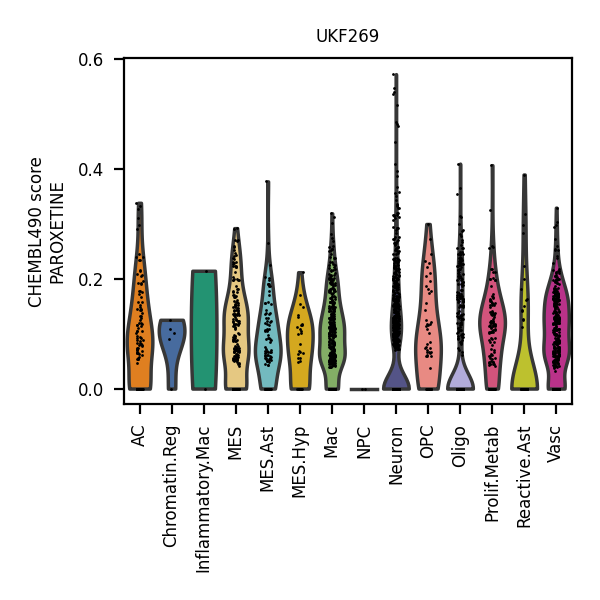 UKF269
CHEMBL490 score
PAROXETINE
0.6
0.4
0.2
0.0
AC
Chromatin.Reg
Inflammatory.Mac
MES
MES.Ast
MES.Hyp
Mac
NPC
Neuron
OPC
Oligo
Prolif.Metab
Reactive.Ast
Vasc